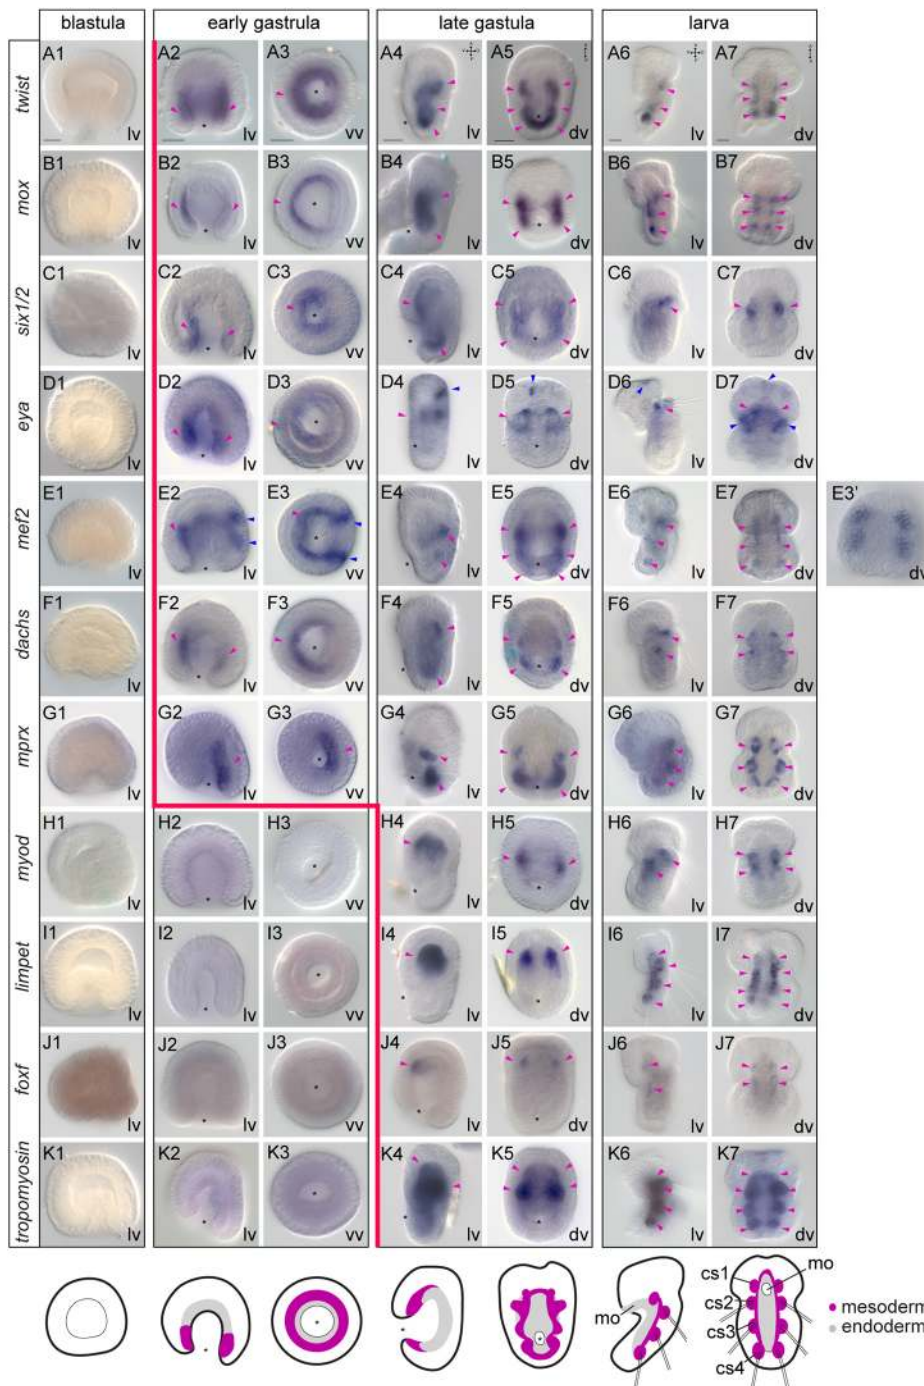 blastula early gastrula late gastula larva
twist A1 lv A2 lv A3 vv A4 lv A5 dv A6 lv A7 dv
mox B1 lv B2 lv B3 vv B4 lv B5 dv B6 lv B7 dv
six1/2 C1 lv C2 lv C3 vv C4 lv C5 dv C6 lv C7 dv
eya D1 lv D2 lv D3 vv D4 lv D5 dv D6 lv D7 dv
mef2 E1 lv E2 lv E3 vv E4 lv E5 dv E6 lv E7 dv E3' dv
dachs F1 lv F2 lv F3 vv F4 lv F5 dv F6 lv F7 dv
mprx G1 lv G2 lv G3 vv G4 lv G5 dv G6 lv G7 dv
myod H1 lv H2 lv H3 vv H4 lv H5 dv H6 lv H7 dv
limpet I1 lv I2 lv I3 vv I4 lv I5 dv I6 lv I7 dv
foxf J1 lv J2 lv J3 vv J4 lv J5 dv J6 lv J7 dv
tropomyosin K1 lv K2 lv K3 vv K4 lv K5 dv K6 lv K7 dv
cs1 mo
cs2 mesoderm
mo cs3 endoderm
cs4